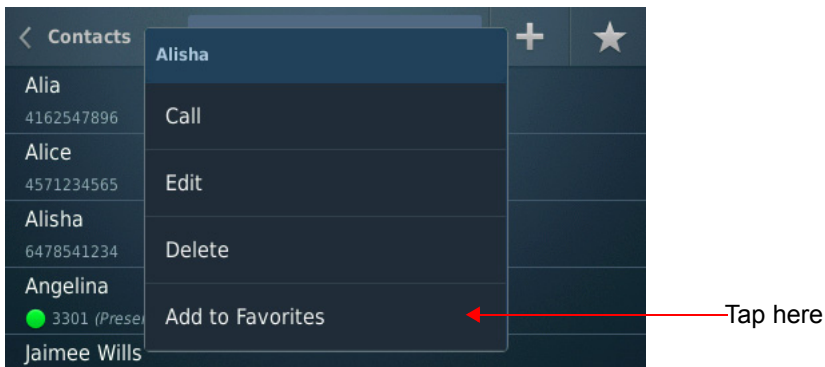 Contacts
Alisha
Alia
4162547896
Call
Alice
4571234565
Edit
Alisha
6478541234
Delete
Angelina
3301 (Presen
Add to Favorites
Tap here
Jaimee Wills